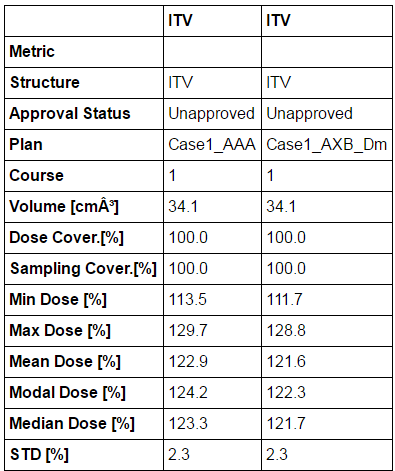 ITV ITV
Metric
Structure ITV ITV
Approval Status Unapproved Unapproved
Plan Case1_AAA Case1_AXB_Dm
Course 1 1
Volume [cmÂ³] 34.1 34.1
Dose Cover.[%] 100.0 100.0
Sampling Cover.[%] 100.0 100.0
Min Dose [%] 113.5 111.7
Max Dose [%] 129.7 128.8
Mean Dose [%] 122.9 121.6
Modal Dose [%] 124.2 122.3
Median Dose [%] 123.3 121.7
STD [%] 2.3 2.3